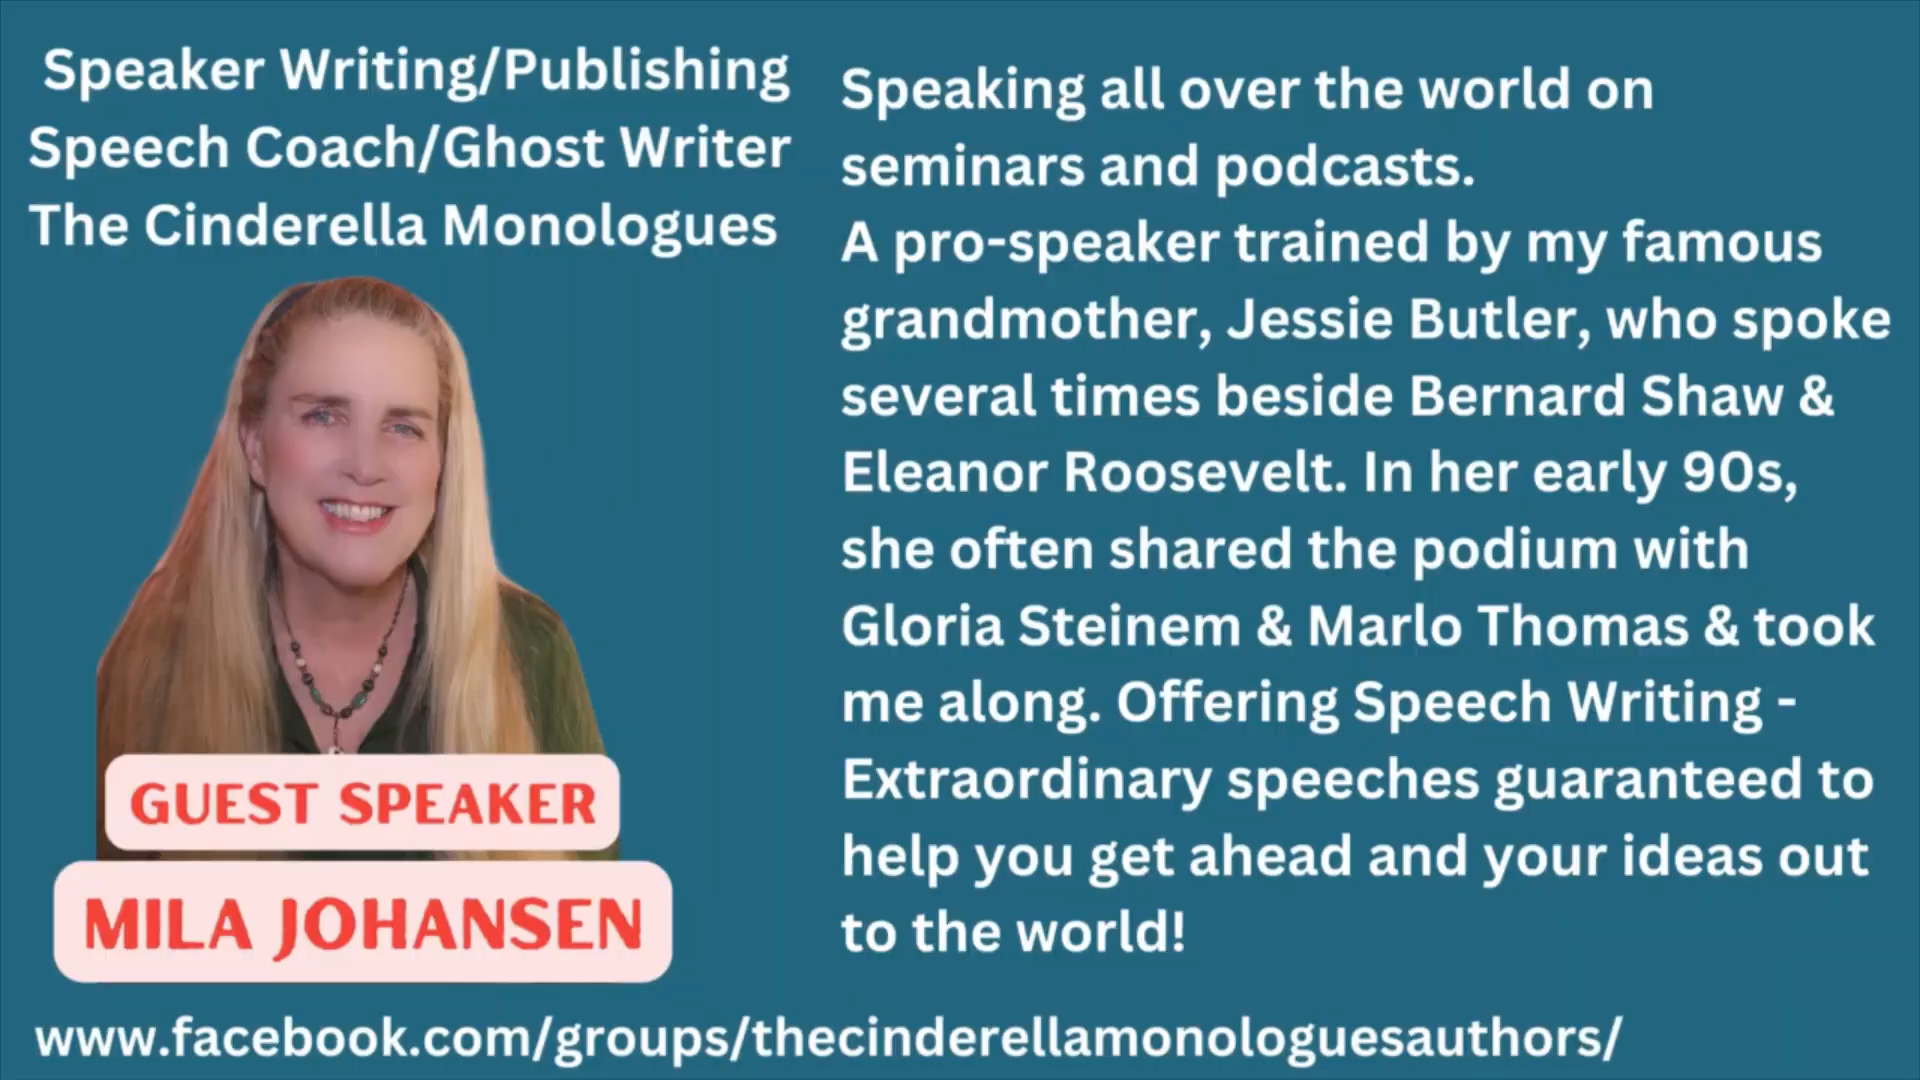 Speaker Writing/Publishing
Speech Coach/Ghost Writer
The Cinderella Monologues
GUEST SPEAKER
MILA JOHANSEN
Speaking all over the world on
seminars and podcasts.
A pro-speaker trained by my famous
grandmother, Jessie Butler, who spoke
several times beside Bernard Shaw &
Eleanor Roosevelt. In her early 90s,
she often shared the podium with
Gloria Steinem & Marlo Thomas & took
me along. Offering Speech Writing -
Extraordinary speeches guaranteed to
help you get ahead and your ideas out
to the world!
www.facebook.com/groups/thecinderellamonologuesauthors/